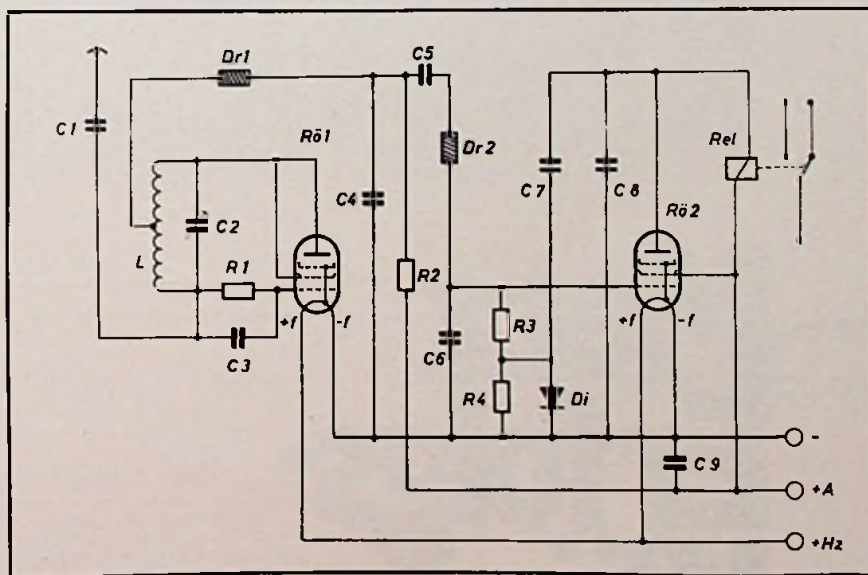 Dr1
C5
C1
Rö1
Dr2
Rel
C2
C4
C7
C8
Rö2
L
R1
R2
+f
-f
C3
+f
-f
C6
R3
R4
Di
-
C9
+A
+Hz